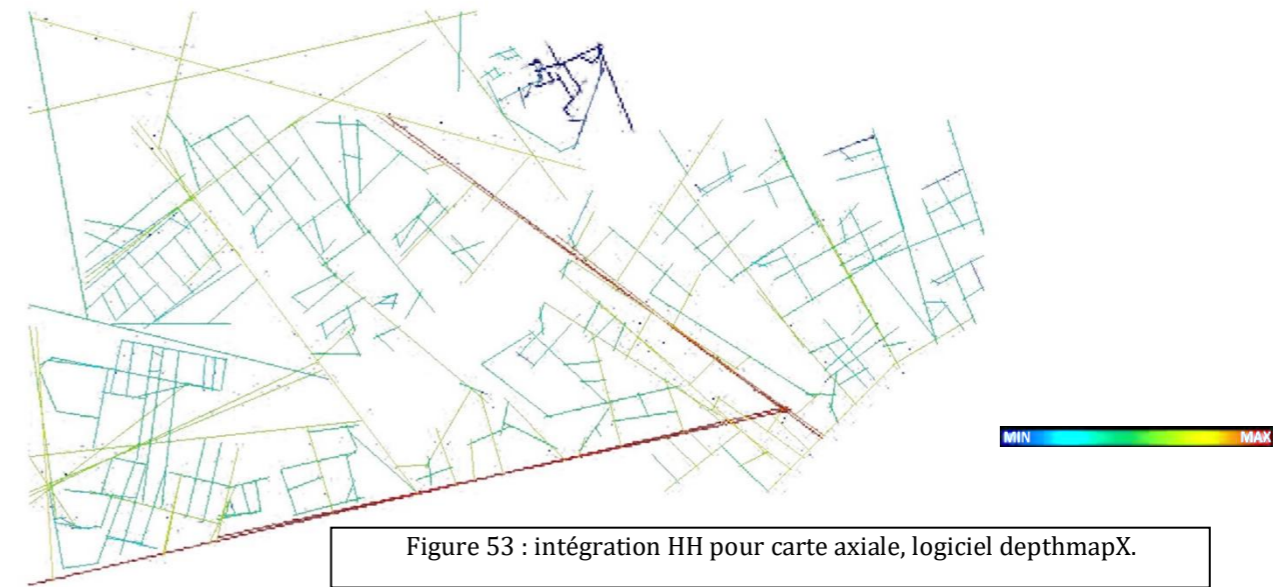 MIN MAX
Figure 53 : intégration HH pour carte axiale, logiciel depthmapX.